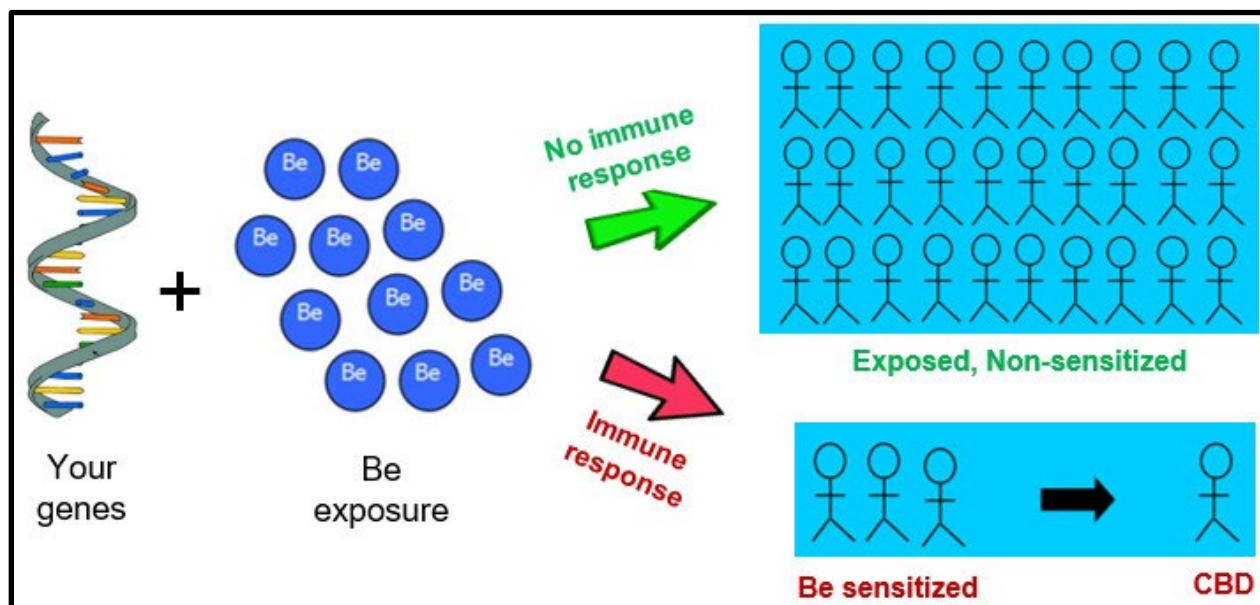 Your
genes
+
Be
exposure
Be
Be
Be
Be
Be
Be
Be
Be
Be
Be
Be
No immune
response
Immune
response
Exposed, Non-sensitized
Be sensitized
CBD